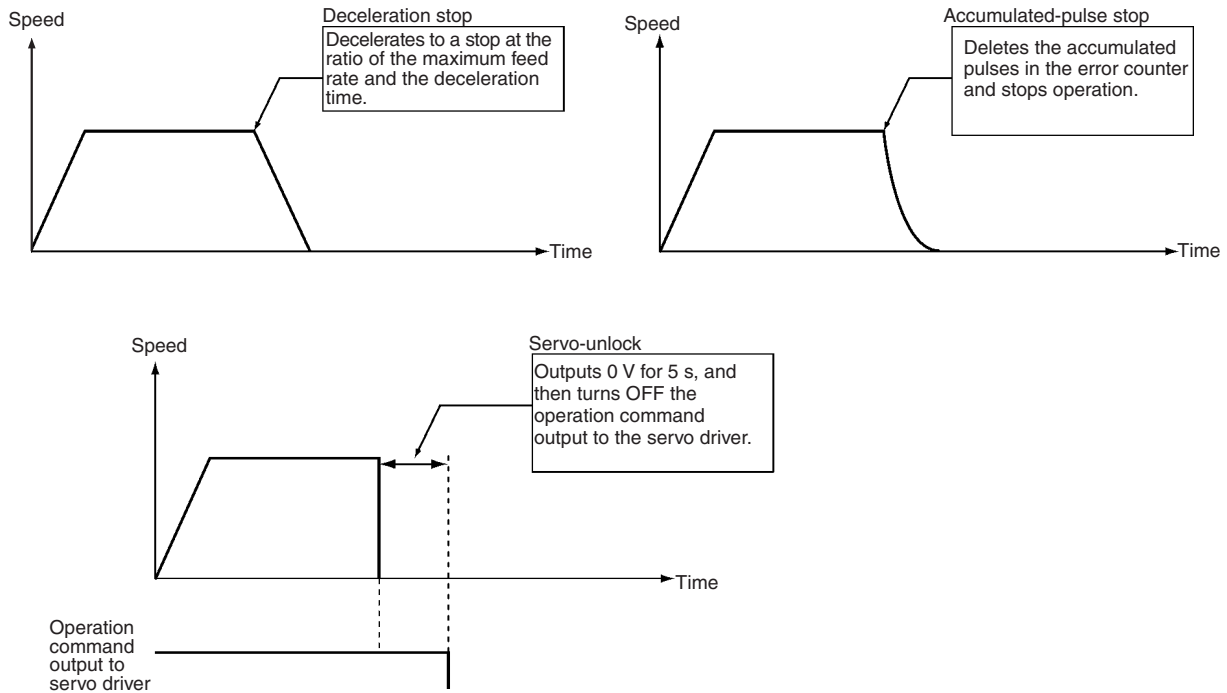 Speed
Deceleration stop
Decelerates to a stop at the
ratio of the maximum feed
rate and the deceleration
time.
Time
Speed
Accumulated-pulse stop
Deletes the accumulated
pulses in the error counter
and stops operation.
Time
Speed
Servo-unlock
Outputs 0 V for 5 s, and
then turns OFF the
operation command
output to the servo driver.
Time
Operation
command
output to
servo driver